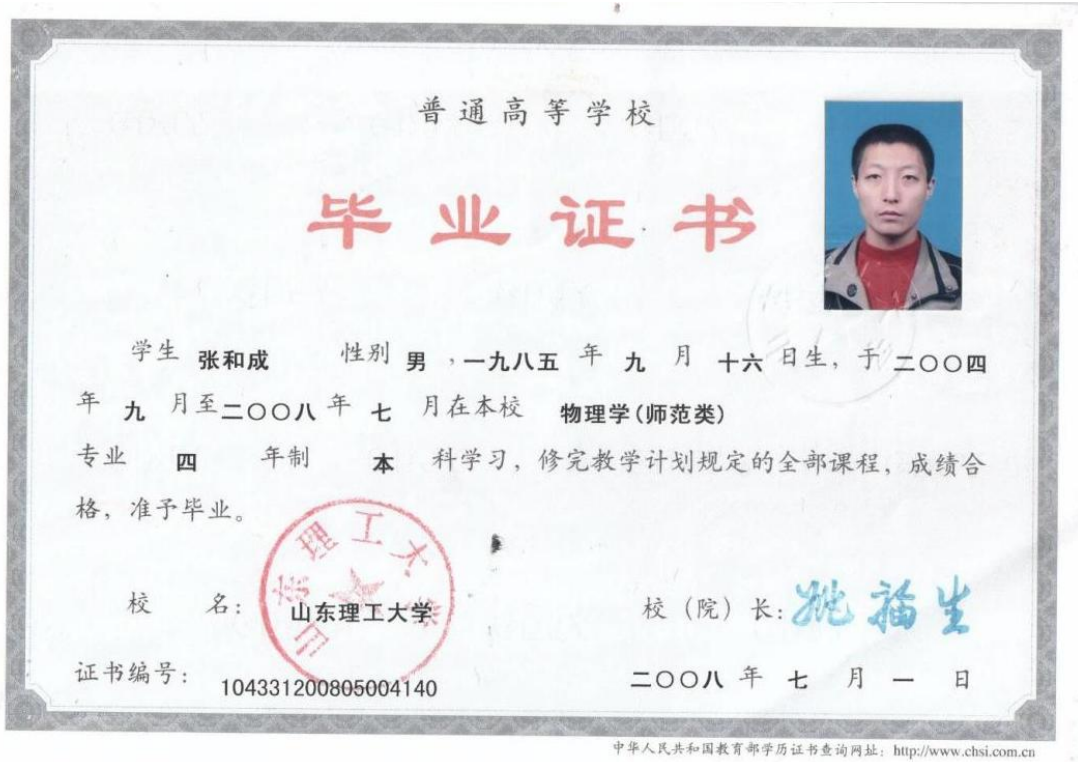 普通高等学校
毕业证书
学生 张和成 性别 男 ,一九八五 年 九 月 十六 日生，于 二〇〇四
年 九 月至二〇〇八 年 七 月在本校 物理学(师范类)
专业 四 年制 本 科学习，修完教学计划规定的全部课程，成绩合
格，准予毕业。
山东理工大学
校 名： 山东理工大学 校（院）长：姚福生
证书编号： 104331200805004140 二〇〇八 年 七 月 一 日
中华人民共和国教育部学历证书查询网址：http://www.chsi.com.cn